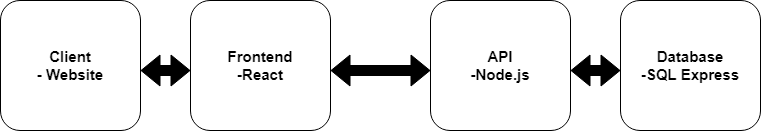 Client
- Website
Frontend
-React
API
-Node.js
Database
-SQL Express